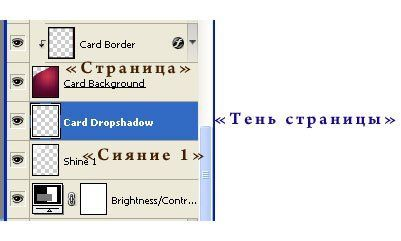 Card Border
«Страница»
Card Background
Card Dropshadow
«Тень страницы»
Shine 1
«Сияние 1»
Brightness/Contr...